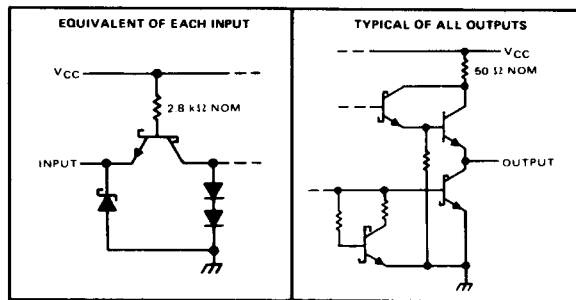 EQUIVALENT OF EACH INPUT
VCC
2.8 kΩ NOM
INPUT
TYPICAL OF ALL OUTPUTS
VCC
50 Ω NOM
OUTPUT